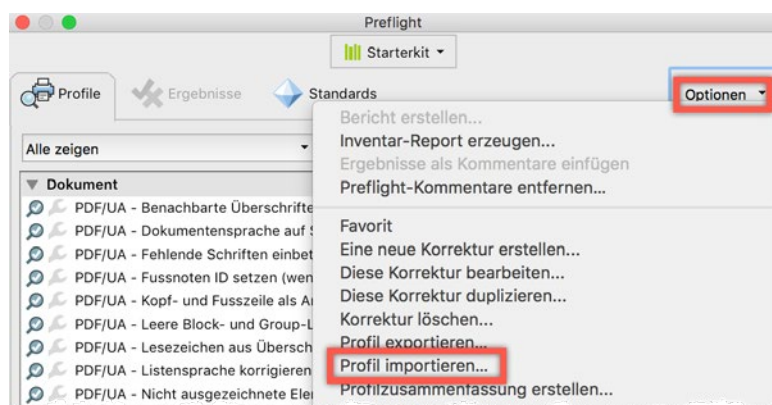 Preflight
Starterkit
Profile
Ergebnisse
Standards
Optionen
Alle zeigen
Dokument
PDF/UA - Benachbarte Überschrifte
PDF/UA - Dokumentensprache auf
PDF/UA - Fehlende Schriften einbet
PDF/UA - Fussnoten ID setzen (wen
PDF/UA - Kopf- und Fusszeile als A
PDF/UA - Leere Block- und Group-L
PDF/UA - Lesezeichen aus Übersch
PDF/UA - Listensprache korrigieren
PDF/UA - Nicht ausgezeichnete Ele
Bericht erstellen...
Inventar-Report erzeugen...
Ergebnisse als Kommentare einfügen
Preflight-Kommentare entfernen...
Favorit
Eine neue Korrektur erstellen...
Diese Korrektur bearbeiten...
Diese Korrektur duplizieren...
Korrektur löschen...
Profil exportieren...
Profil importieren...
Profilzusammenfassung erstellen...